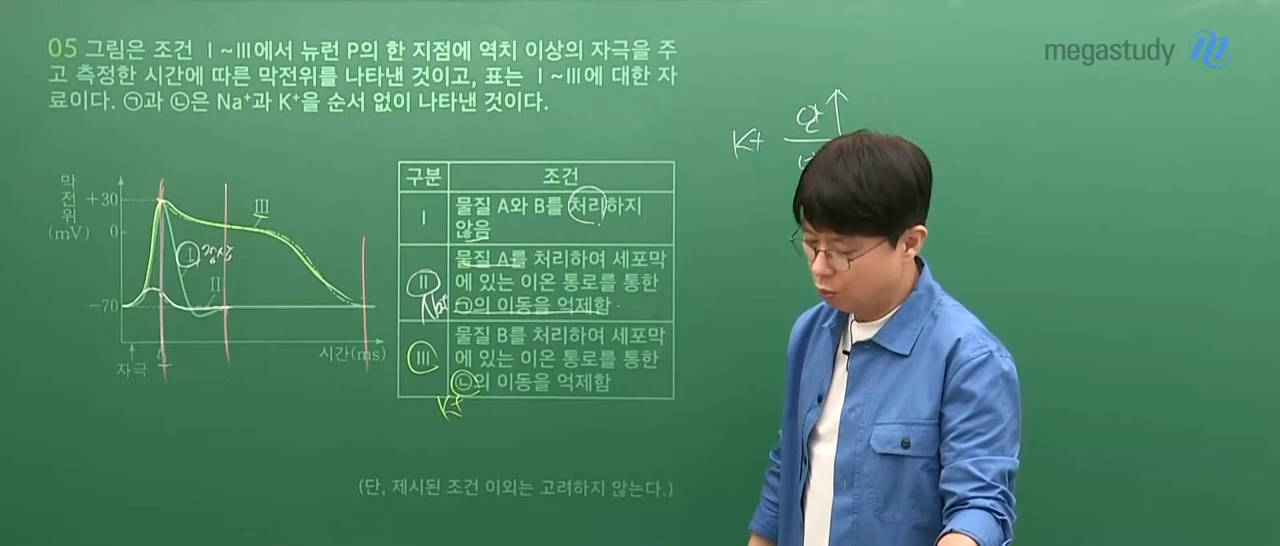 megastudy
05 그림은 조건 Ⅰ~Ⅲ에서 뉴런 P의 한 지점에 역치 이상의 자극을 주
고 측정한 시간에 따른 막전위를 나타낸 것이고, 표는 Ⅰ~Ⅲ에 대한 자
료이다. ㉠과 ㉡은 Na⁺과 K⁺을 순서 없이 나타낸 것이다.
K+ 안↑
막전위(mV)
+30
0
-70
Ⅲ
Ⅰ 정상
Ⅱ
자극
t₁
시간(ms)
구분 조건
Ⅰ 물질 A와 B를 처리하지
않음
Ⅱ 물질 A를 처리하여 세포막
에 있는 이온 통로를 통한
㉠의 이동을 억제함
Na+
Ⅲ 물질 B를 처리하여 세포막
에 있는 이온 통로를 통한
㉡의 이동을 억제함
K+
(단, 제시된 조건 이외는 고려하지 않는다.)